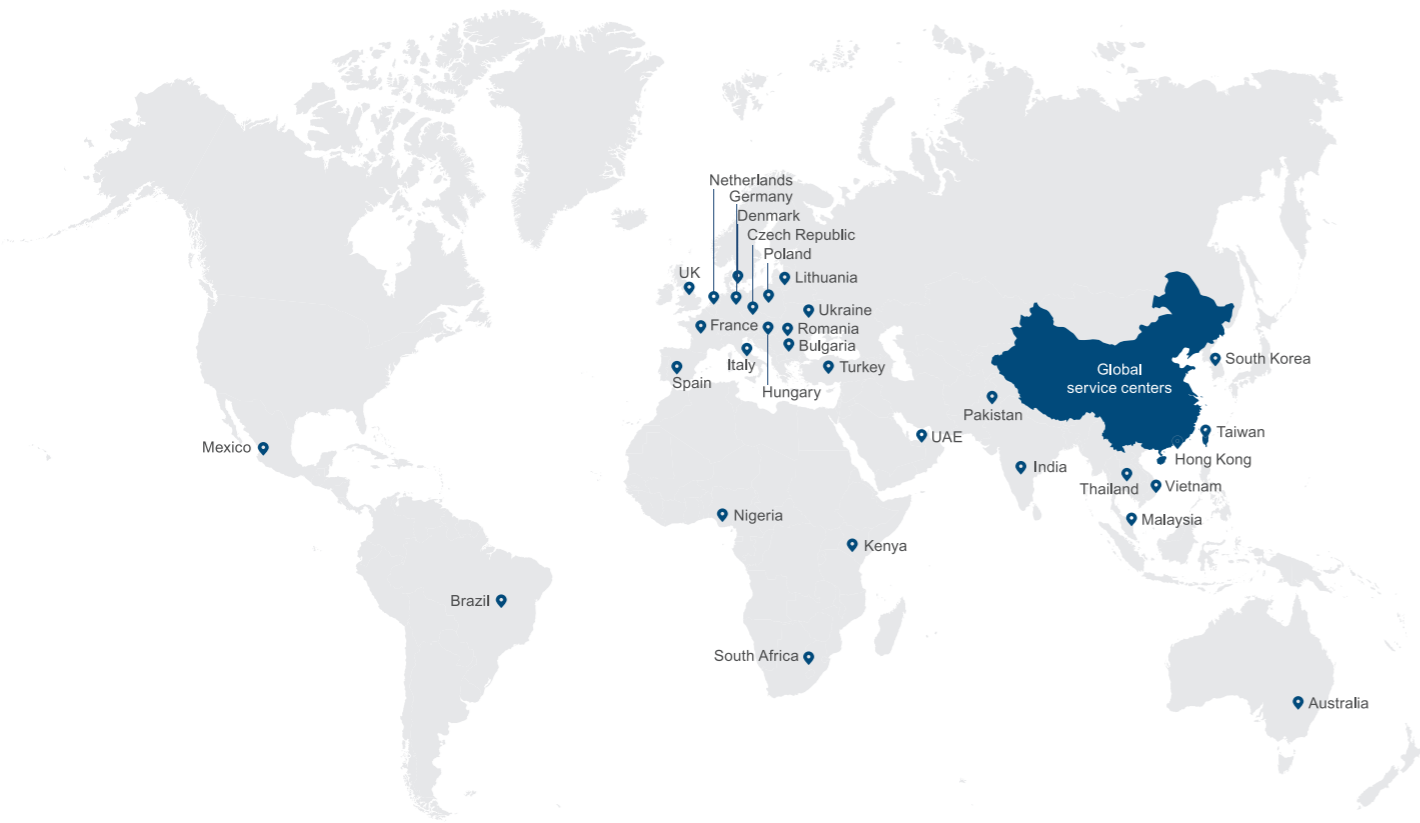 Netherlands
Germany
Denmark
Czech Republic
Poland
UK
Lithuania
Ukraine
France
Romania
Bulgaria
Italy
Turkey
Spain
Hungary
Global
service centers
South Korea
Pakistan
Mexico
UAE
Taiwan
India
Hong Kong
Thailand
Vietnam
Nigeria
Malaysia
Kenya
Brazil
South Africa
Australia